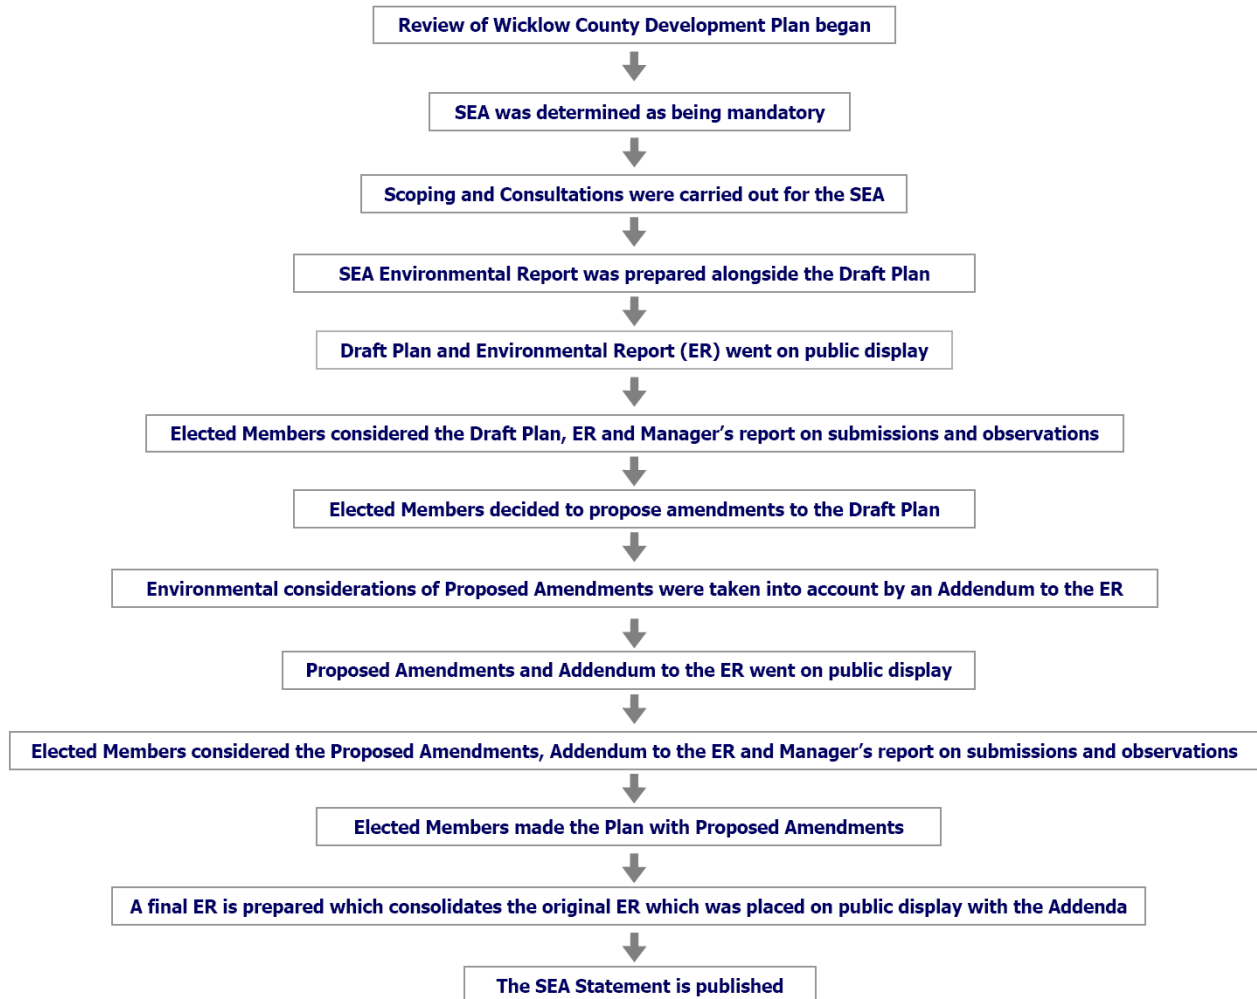 Review of Wicklow County Development Plan began
SEA was determined as being mandatory
Scoping and Consultations were carried out for the SEA
SEA Environmental Report was prepared alongside the Draft Plan
Draft Plan and Environmental Report (ER) went on public display
Elected Members considered the Draft Plan, ER and Manager’s report on submissions and observations
Elected Members decided to propose amendments to the Draft Plan
Environmental considerations of Proposed Amendments were taken into account by an Addendum to the ER
Proposed Amendments and Addendum to the ER went on public display
Elected Members considered the Proposed Amendments, Addendum to the ER and Manager’s report on submissions and observations
Elected Members made the Plan with Proposed Amendments
A final ER is prepared which consolidates the original ER which was placed on public display with the Addenda
The SEA Statement is published